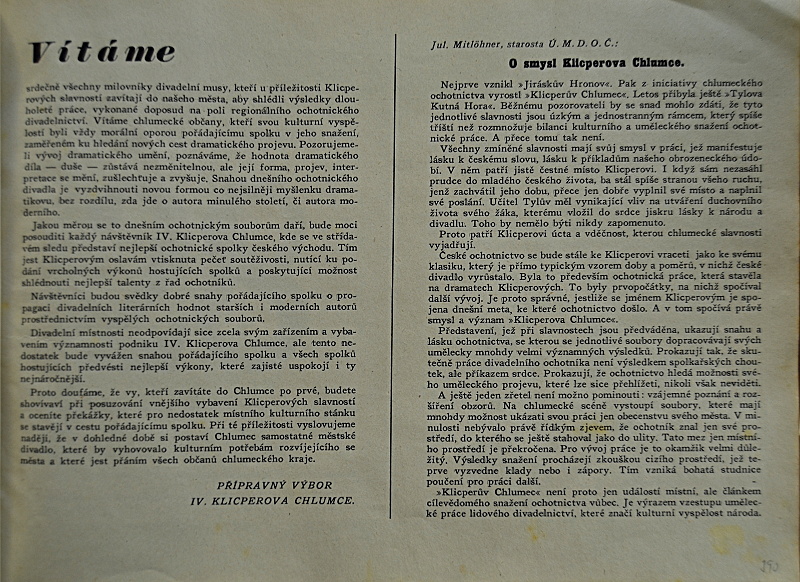 Vítáme
srdečně všechny milovníky divadelní musy, kteří u příležitosti Klicpe-
rových slavností zavítají do našeho města, aby shlédli výsledky dlou-
holeté práce, vykonané doposud na poli regionálního ochotnického
divadelnictví. Vítáme chlumecké občany, kteří svou kulturní vyspě-
lostí byli vždy morální oporou pořádajícímu spolku v jeho snažení,
zaměřeném ku hledání nových cest dramatického projevu. Pozorujeme-
li vývoj dramatického umění, poznáváme, že hodnota dramatického
díla — duše — zůstává nezměnitelnou, ale její forma, projev, inter-
pretace se mění, zušlechtuje a zvyšuje. Snahou dnešního ochotnického
divadla je vyzdvihnouti novou formou co nejsilněji myšlenku drama-
tikovu, bez rozdílu, zda jde o autora minulého století, či autora mo-
derního.
Jakou měrou se to dnešním ochotnickým souborům daří, bude moci
posouditi každý návštěvník IV. Klicperova Chlumce, kde se ve střída-
vém sledu představí nejlepší ochotnické spolky českého východu. Tím
jest Klicperovým oslavám vtisknuta pečeť soutěživosti, nutící ku po-
dání vrcholných výkonů hostujících spolků a poskytující možnost
shlédnouti nejlepší talenty z řad ochotníků.
Návštěvníci budou svědky dobré snahy pořádajícího spolku o pro-
pagaci divadelních literárních hodnot starších i moderních autorů
prostřednictvím vyspělých ochotnických souborů.
Divadelní místnosti neodpovídají sice zcela svým zařízením a vyba-
vením významnosti podniku IV. Klicperova Chlumce, ale tento ne-
dostatek bude vyvážen snahou pořádajícího spolku a všech spolků
hostujících předvésti nejlepší výkony, které zajisté uspokojí i ty
nejnáročnější.
Proto doufáme, že vy, kteří zavítáte do Chlumce po prvé, budete
shovívaví při posuzování vnějšího vybavení Klicperových slavností
a oceníte překážky, které pro nedostatek místního kulturního stánku
se stavějí v cestu pořádajícímu spolku. Při té příležitosti vyslovujeme
naději, že v dohledné době si postaví Chlumec samostatné městské
divadlo, které by vyhovovalo kulturním potřebám rozvíjejícího se
města a které jest přáním všech občanů chlumeckého kraje.
PŘÍPRAVNÝ VÝBOR
IV. KLICPEROVA CHLUMCE.
Jul. Mitlöhner, starosta Ú. M. D. O. Č.:
O smysl Klicperova Chlumce.
Nejprve vznikl »Jiráskův Hronov«. Pak z iniciativy chlumeckého
ochotnictva vyrostl »Klicperův Chlumec«. Letos přibyla ještě »Tylova
Kutná Hora«. Běžnému pozorovateli by se snad mohlo zdáti, že tyto
jednotlivé slavnosti jsou úzkým a jednostranným rámcem, který spíše
tříští než rozmnožuje bilanci kulturního a uměleckého snažení ochot-
nické práce. A přece tomu tak není.
Všechny zmíněné slavnosti mají svůj smysl v práci, jež manifestuje
lásku k českému slovu, lásku k příkladům našeho obrozeneckého údo-
bí. V něm patří jistě čestné místo Klicperovi. I když sám nezasáhl
prudce do mladého českého života, ba stál spíše stranou všeho ruchu,
jenž zachvátil jeho dobu, přece jen dobře vyplnil své místo a naplnil
své poslání. Učitel Tylův měl vynikající vliv na utváření duchovního
života svého žáka, kterému vložil do srdce jiskru lásky k národu a
divadlu. Toho by nemělo býti nikdy zapomenuto.
Proto patří Klicperovi úcta a vděčnost, kterou chlumecké slavnosti
vyjadřují.
České ochotnictvo se bude stále ke Klicperovi vraceti jako ke svému
klasiku, který je přímo typickým vzorem doby a poměrů, v nichž české
divadlo vyrůstalo. Byla to především ochotnická práce, která stavěla
na dramatech Klicperových. To byly prvopočátky, na nichž spočíval
další vývoj. Je proto správné, jestliže se jménem Klicperovým je spo-
jena dnešní meta, ke které ochotnictvo došlo. A v tom spočívá právě
smysl a význam »Klicperova Chlumce«.
Představení, jež při slavnostech jsou předváděna, ukazují snahu a
lásku ochotnictva, se kterou se jednotlivé soubory dopracovávají svých
umělecky mnohdy velmi významných výsledků. Prokazují tak, že sku-
tečné práce divadelního ochotníka není výsledkem spolkařských chou-
tek, ale příkazem srdce. Prokazují, že ochotnictvo hledá možnosti své-
ho uměleckého projevu, které lze sice přehlížeti, nikoli však neviděti.
A ještě jeden zřetel není možno pominouti: vzájemné poznání a roz-
šíření obzorů. Na chlumecké scéně vystoupí soubory, které mají
mnohdy možnost ukázati svou práci jen obecenstvu svého města. V mi-
nulosti nebývalo právě řídkým zjevem, že ochotník znal jen své pro-
středí, do kterého se ještě stahoval jako do ulity. Tato mez jen místní-
ho prostředí je překročena. Pro vývoj práce je to okamžik velmi důle-
žitý. Výsledky snažení procházejí zkouškou cizího prostředí, jež te-
prve vyzvedne klady nebo i zápory. Tím vzniká bohatá studnice
poučení pro práci další.
»Klicperův Chlumec« není proto jen událostí místní, ale článkem
cílevědomého snažení ochotnictva vůbec. Je výrazem vzestupu umělec-
ké práce lidového divadelnictví, které značí kulturní vyspělost národa.